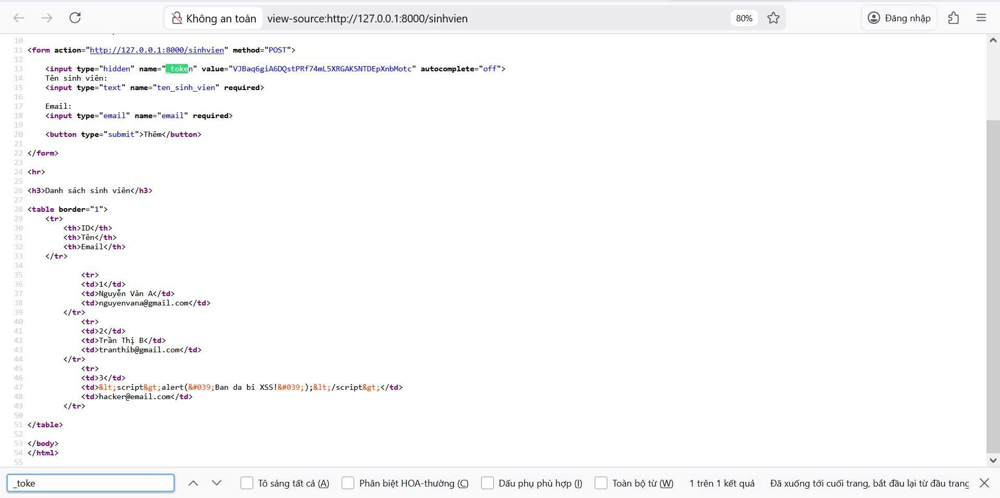 Không an toàn view-source:http://127.0.0.1:8000/sinhvien 80% Đăng nhập
10
11 <form action="http://127.0.0.1:8000/sinhvien" method="POST">
12
13 <input type="hidden" name="_token" value="VJBaq6giA6DQstPRf74mL5XRGAKSNTDEpXnbMotc" autocomplete="off">
14 Tên sinh viên:
15 <input type="text" name="ten_sinh_vien" required>
16
17 Email:
18 <input type="email" name="email" required>
19
20 <button type="submit">Thêm</button>
21
22 </form>
23
24 <hr>
25
26 <h3>Danh sách sinh viên</h3>
27
28 <table border="1">
29 <tr>
30 <th>ID</th>
31 <th>Tên</th>
32 <th>Email</th>
33 </tr>
34
35 <tr>
36 <td>1</td>
37 <td>Nguyễn Văn A</td>
38 <td>nguyenvana@gmail.com</td>
39 </tr>
40 <tr>
41 <td>2</td>
42 <td>Trần Thị B</td>
43 <td>tranthib@gmail.com</td>
44 </tr>
45 <tr>
46 <td>3</td>
47 <td>&lt;script&gt;alert(&#039;Ban da bi XSS!&#039;);&lt;/script&gt;</td>
48 <td>hacker@email.com</td>
49 </tr>
50
51 </table>
52
53 </body>
54 </html>
55
_toke Tô sáng tất cả (A) Phân biệt HOA-thường (C) Dấu phụ phù hợp (I) Toàn bộ từ (W) 1 trên 1 kết quả Đã xuống tới cuối trang, bắt đầu lại từ đầu trang